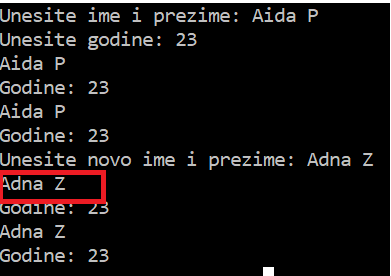 Unesite ime i prezime: Aida P
Unesite godine: 23
Aida P
Godine: 23
Aida P
Godine: 23
Unesite novo ime i prezime: Adna Z
Adna Z
Godine: 23
Adna Z
Godine: 23